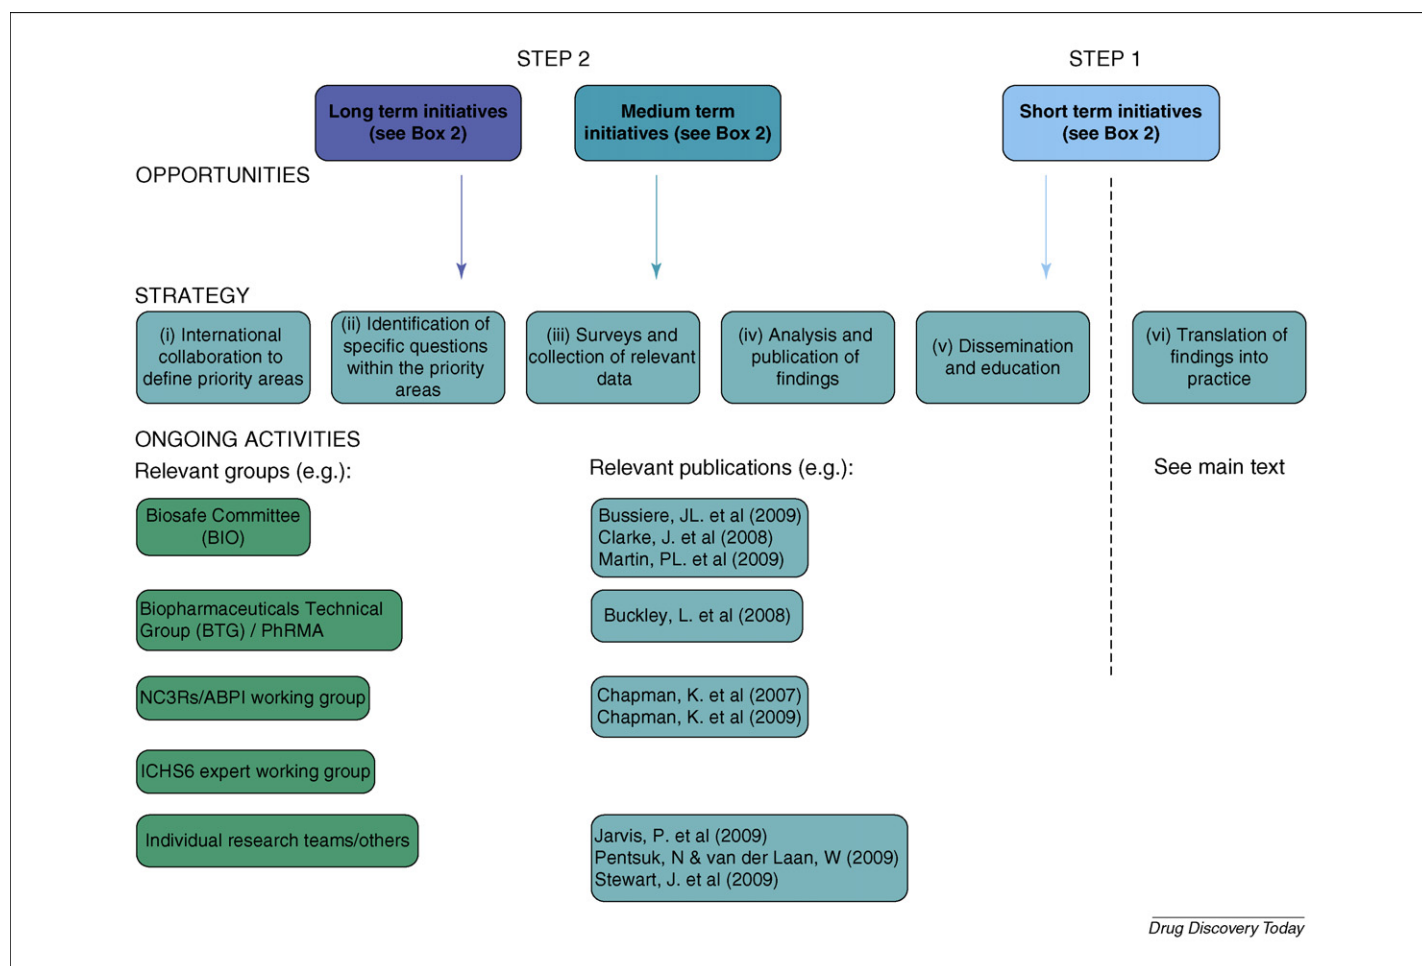 STEP 2
STEP 1
Long term initiatives
(see Box 2)
Medium term
initiatives (see Box 2)
Short term initiatives
(see Box 2)
OPPORTUNITIES
STRATEGY
(i) International
collaboration to
define priority areas
(ii) Identification of
specific questions
within the priority
areas
(iii) Surveys and
collection of relevant
data
(iv) Analysis and
publication of
findings
(v) Dissemination
and education
(vi) Translation of
findings into
practice
ONGOING ACTIVITIES
Relevant groups (e.g.):
Relevant publications (e.g.):
See main text
Biosafe Committee
(BIO)
Bussiere, JL. et al (2009)
Clarke, J. et al (2008)
Martin, PL. et al (2009)
Biopharmaceuticals Technical
Group (BTG) / PhRMA
Buckley, L. et al (2008)
NC3Rs/ABPI working group
Chapman, K. et al (2007)
Chapman, K. et al (2009)
ICHS6 expert working group
Individual research teams/others
Jarvis, P. et al (2009)
Pentsuk, N & van der Laan, W (2009)
Stewart, J. et al (2009)
Drug Discovery Today